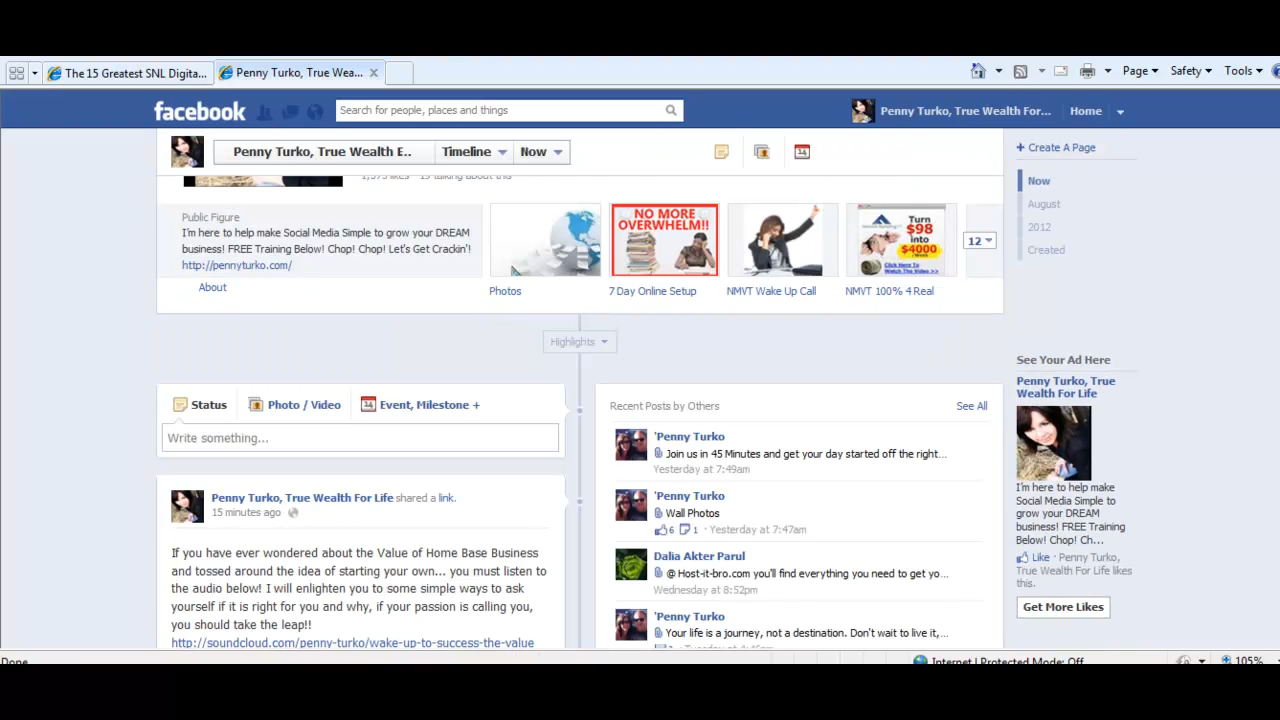 The 15 Greatest SNL Digita...
Penny Turko, True Wea...
Page
Safety
Tools
facebook
Search for people, places and things
Penny Turko, True Wealth For...
Home
Penny Turko, True Wealth E..
Timeline
Now
14
Create A Page
Now
August
2012
Created
Public Figure
I'm here to help make Social Media Simple to grow your DREAM
business! FREE Training Below! Chop! Chop! Let's Get Crackin'!
http://pennyturko.com/
About
NO MORE
OVERWHELM!!
Turn
$98
into
$4000
Click Here To
Watch The Video >>
12
Photos
7 Day Online Setup
NMVT Wake Up Call
NMVT 100% 4 Real
Highlights
Status
Photo / Video
14
Event, Milestone +
Write something...
Penny Turko, True Wealth For Life shared a link.
15 minutes ago
If you have ever wondered about the Value of Home Base Business
and tossed around the idea of starting your own... you must listen to
the audio below! I will enlighten you to some simple ways to ask
yourself if it is right for you and why, if your passion is calling you,
you should take the leap!!
http://soundcloud.com/penny-turko/wake-up-to-success-the-value
Recent Posts by Others
See All
'Penny Turko
Join us in 45 Minutes and get your day started off the right...
Yesterday at 7:49am
'Penny Turko
Wall Photos
6 1 · Yesterday at 7:47am
Dalia Akter Parul
@ Host-it-bro.com you'll find everything you need to get yo...
Wednesday at 8:52pm
'Penny Turko
Your life is a journey, not a destination. Don't wait to live it,...
See Your Ad Here
Penny Turko, True
Wealth For Life
I'm here to help make
Social Media Simple to
grow your DREAM
business! FREE Training
Below! Chop! Ch...
Like · Penny Turko,
True Wealth For Life likes
this.
Get More Likes
Done
Internet | Protected Mode: Off
105%